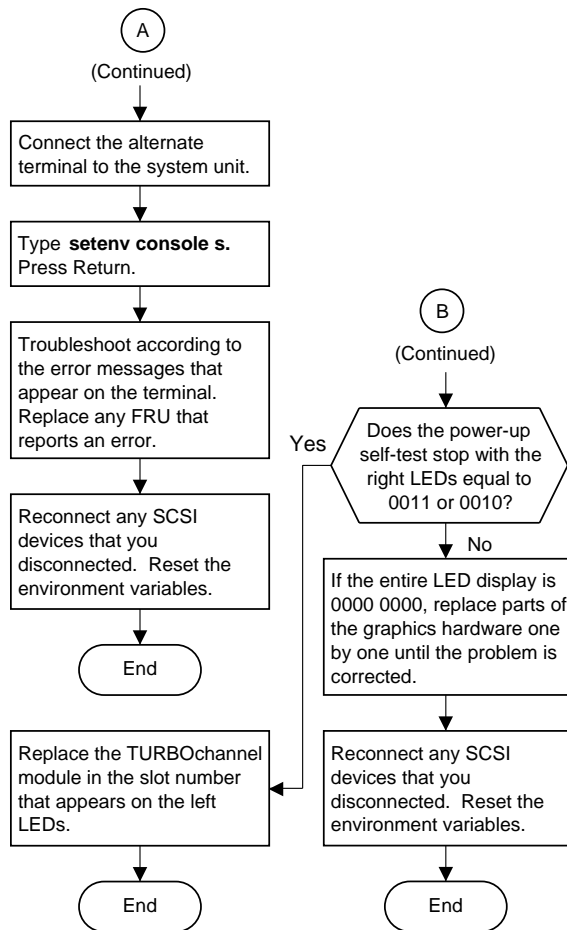 A
(Continued)
Connect the alternate
terminal to the system unit.
Type setenv console s.
Press Return.
Troubleshoot according to
the error messages that
appear on the terminal.
Replace any FRU that
reports an error.
Reconnect any SCSI
devices that you
disconnected. Reset the
environment variables.
End
B
(Continued)
Does the power-up
self-test stop with the
right LEDs equal to
0011 or 0010?
Yes
No
If the entire LED display is
0000 0000, replace parts of
the graphics hardware one
by one until the problem is
corrected.
Replace the TURBOchannel
module in the slot number
that appears on the left
LEDs.
End
Reconnect any SCSI
devices that you
disconnected. Reset the
environment variables.
End